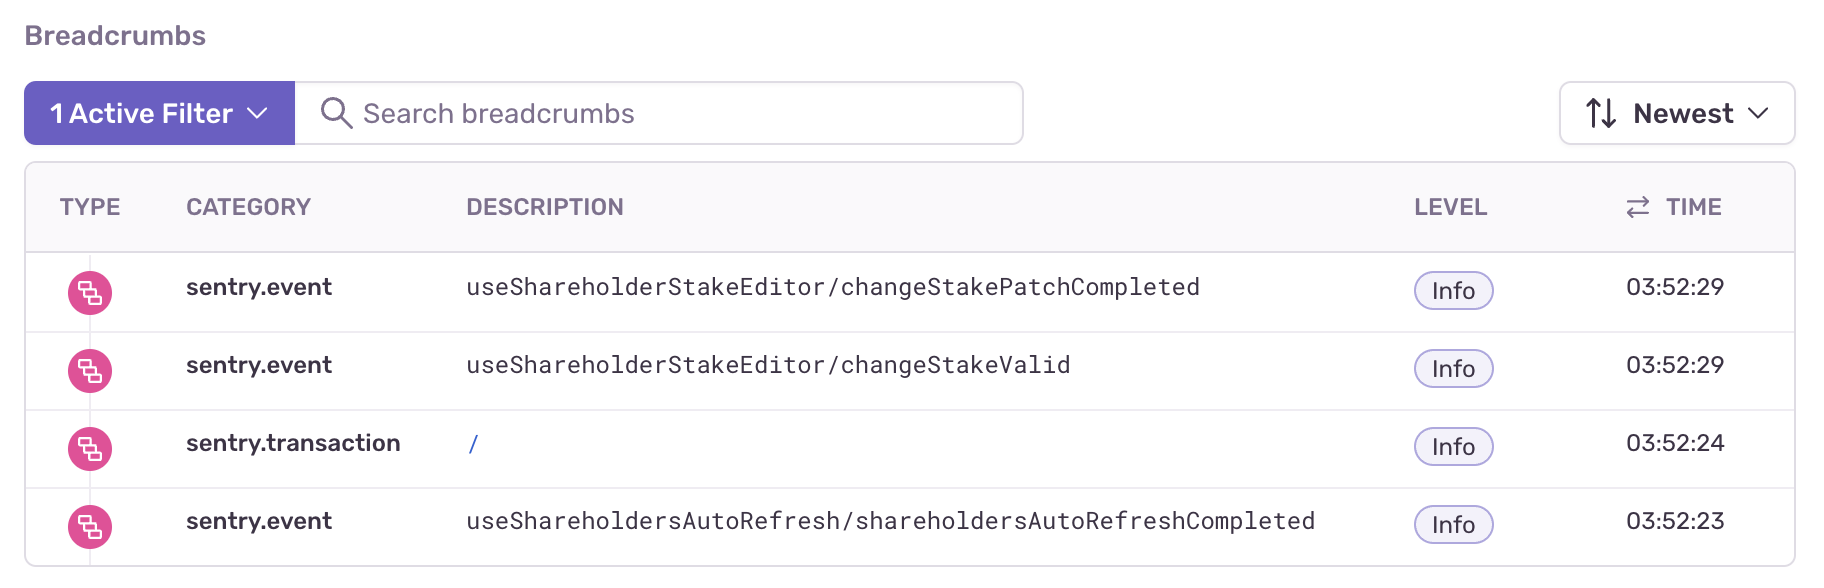 Breadcrumbs
1 Active Filter Search breadcrumbs Newest
TYPE CATEGORY DESCRIPTION LEVEL TIME
sentry.event useShareholderStakeEditor/changeStakePatchCompleted Info 03:52:29
sentry.event useShareholderStakeEditor/changeStakeValid Info 03:52:29
sentry.transaction / Info 03:52:24
sentry.event useShareholdersAutoRefresh/shareholdersAutoRefreshCompleted Info 03:52:23